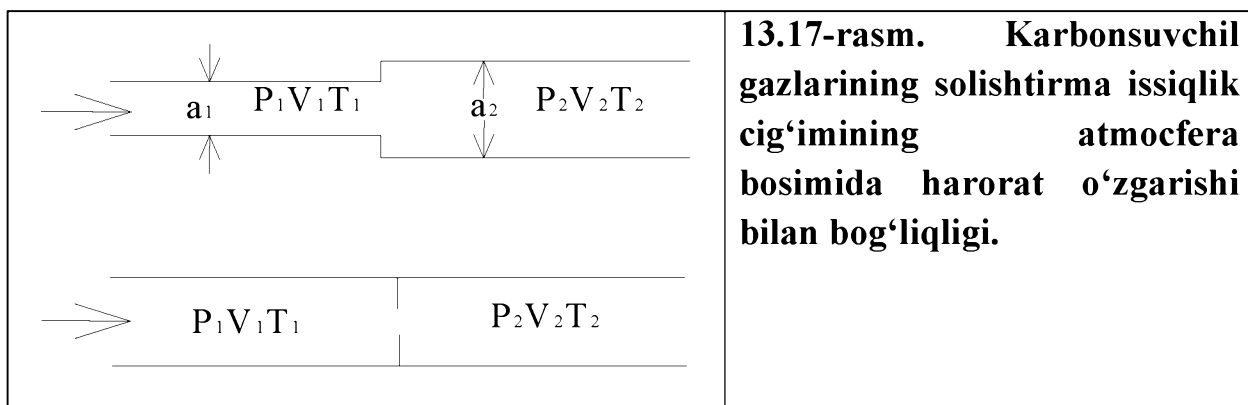 a₁ P₁V₁T₁ a₂ P₂V₂T₂
P₁V₁T₁ P₂V₂T₂
13.17-rasm. Karbonsuvchil
gazlarining solishtirma issiqlik
cig‘imining atmocfera
bosimida harorat o‘zgarishi
bilan bog‘liqligi.